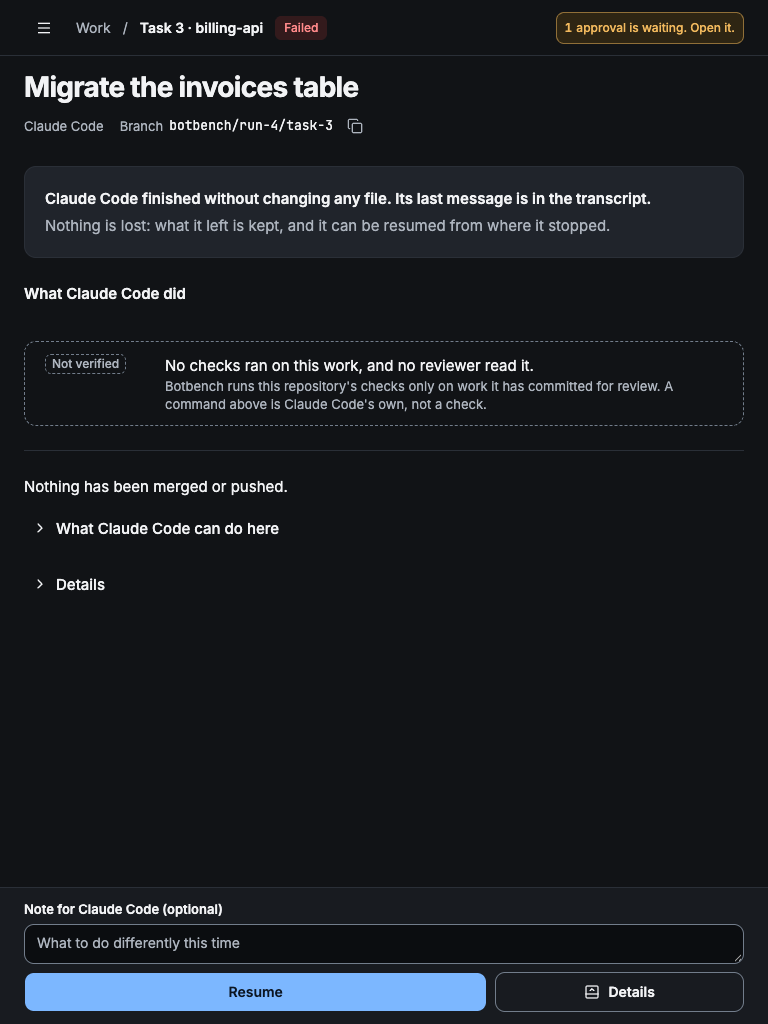 Work / Task 3 · billing-api Failed 1 approval is waiting. Open it.
Migrate the invoices table
Claude Code Branch botbench/run-4/task-3
Claude Code finished without changing any file. Its last message is in the transcript.
Nothing is lost: what it left is kept, and it can be resumed from where it stopped.
What Claude Code did
Not verified No checks ran on this work, and no reviewer read it.
Botbench runs this repository's checks only on work it has committed for review. A
command above is Claude Code's own, not a check.
Nothing has been merged or pushed.
What Claude Code can do here
Details
Note for Claude Code (optional)
What to do differently this time
Resume Details